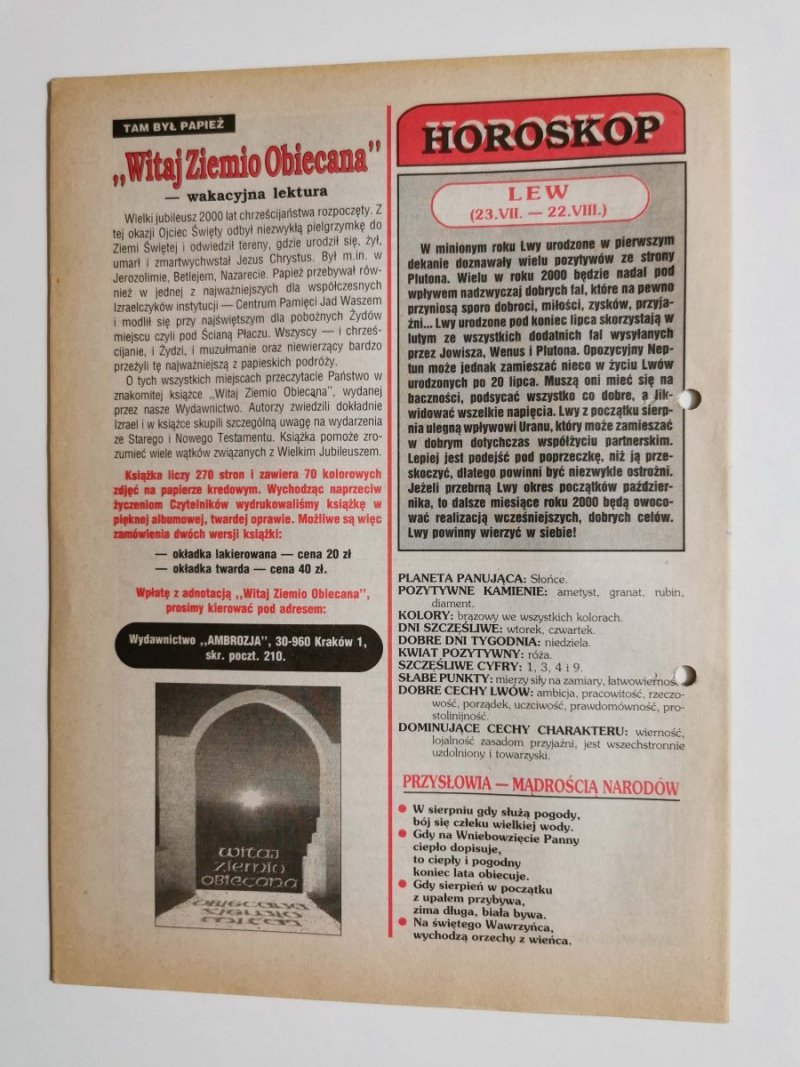 TAM BYŁ PAPIEŻ
„Witaj Ziemio Obiecana”
— wakacyjna lektura
Wielki jubileusz 2000 lat chrześcijaństwa rozpoczęty. Z
tej okazji Ojciec Święty odbył niezwykłą pielgrzymkę do
Ziemi Świętej i odwiedził tereny, gdzie urodził się, żył,
umarł i zmartwychwstał Jezus Chrystus. Był m.in. w
Jerozolimie, Betlejem, Nazarecie. Papież przebywał rów-
nież w jednej z najważniejszych dla współczesnych
Izraelczyków instytucji — Centrum Pamięci Jad Waszem
i modlił się przy najświętszym dla pobożnych Żydów
miejscu czyli pod Ścianą Płaczu. Wszyscy — i chrześ-
cijanie, i Żydzi, i muzułmanie oraz niewierzący bardzo
przeżyli tę najważniejszą z papieskich podróży.
O tych wszystkich miejscach przeczytacie Państwo w
znakomitej książce „Witaj Ziemio Obiecana”, wydanej
przez nasze Wydawnictwo. Autorzy zwiedzili dokładnie
Izrael i w książce skupili szczególną uwagę na wydarzenia
ze Starego i Nowego Testamentu. Książka pomoże zro-
zumieć wiele wątków związanych z Wielkim Jubileuszem.
Książka liczy 270 stron i zawiera 70 kolorowych
zdjęć na papierze kredowym. Wychodząc naprzeciw
życzeniom Czytelników wydrukowaliśmy książkę w
pięknej albumowej, twardej oprawie. Możliwe są więc
zamówienia dwóch wersji książki:
— okładka lakierowana — cena 20 zł
— okładka twarda — cena 40 zł.
Wpłatę z adnotacją „Witaj Ziemio Obiecana”,
prosimy kierować pod adresem:
Wydawnictwo „AMBROZJA”, 30-960 Kraków 1,
skr. poczt. 210.
witaj
ziemio
obiecana
HOROSKOP
LEW
(23.VII. — 22.VIII.)
W minionym roku Lwy urodzone w pierwszym
dekanie doznawały wielu pozytywów ze strony
Plutona. Wielu w roku 2000 będzie nadal pod
wpływem nadzwyczaj dobrych fal, które na pewno
przyniosą sporo dobroci, miłości, zysków, przyja-
źni... Lwy urodzone pod koniec lipca skorzystają w
lutym ze wszystkich dodatnich fal wysyłanych
przez Jowisza, Wenus i Plutona. Opozycyjny Nep-
tun może jednak zamieszać nieco w życiu Lwów
urodzonych po 20 lipca. Muszą oni mieć się na
baczności, podsycać wszystko co dobre, a lik-
widować wszelkie napięcia. Lwy z początku sierp-
nia ulegną wpływowi Uranu, który może zamieszać
w dobrym dotychczas współżyciu partnerskim.
Lepiej jest podejść pod poprzeczkę, niż ją prze-
skoczyć, dlatego powinni być niezwykle ostrożni.
Jeżeli przebrną Lwy okres początków paździer-
nika, to dalsze miesiące roku 2000 będą owoco-
wać realizacją wcześniejszych, dobrych celów.
Lwy powinny wierzyć w siebie!
PLANETA PANUJĄCA: Słońce.
POZYTYWNE KAMIENIE: ametyst, granat, rubin,
diament.
KOLORY: brązowy we wszystkich kolorach.
DNI SZCZĘŚLIWE: wtorek, czwartek.
DOBRE DNI TYGODNIA: niedziela.
KWIAT POZYTYWNY: róża.
SZCZĘŚLIWE CYFRY: 1, 3, 4 i 9.
SŁABE PUNKTY: mierzy siły na zamiary, łatwowierność
DOBRE CECHY LWÓW: ambicja, pracowitość, rzeczo-
wość, porządek, uczciwość, prawdomówność, pro-
stolinijność.
DOMINUJĄCE CECHY CHARAKTERU: wierność,
lojalność zasadom przyjaźni, jest wszechstronnie
uzdolniony i towarzyski.
PRZYSŁOWIA — MĄDROŚCIĄ NARODÓW
● W sierpniu gdy służą pogody,
bój się człeku wielkiej wody.
● Gdy na Wniebowzięcie Panny
ciepło dopisuje,
to ciepły i pogodny
koniec lata obiecuje.
● Gdy sierpień w początku
z upałem przybywa,
zima długa, biała bywa.
● Na świętego Wawrzyńca,
wychodzą orzechy z wieńca.